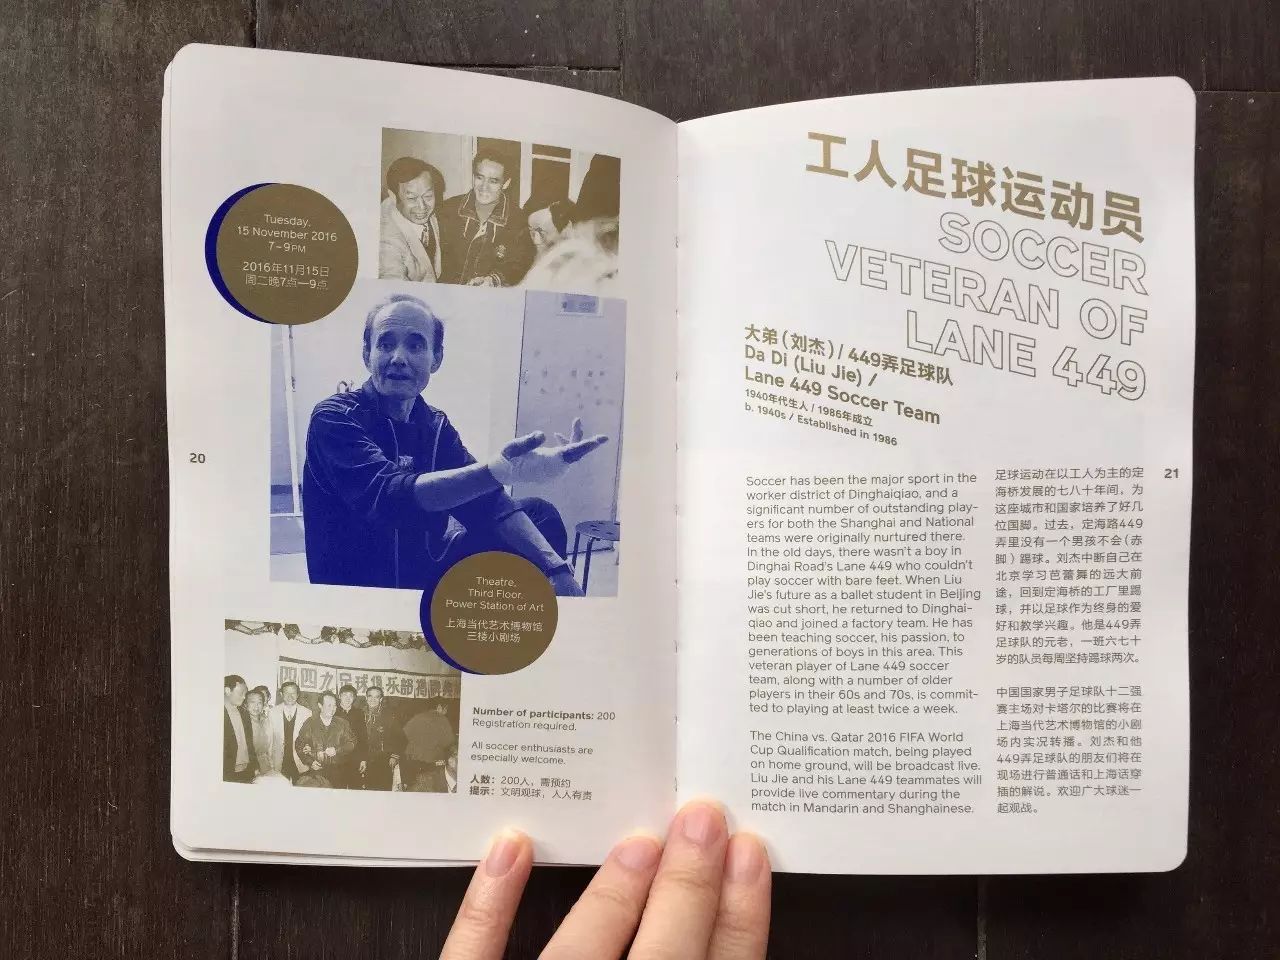 Tuesday,
15 November 2016
7–9PM
2016年11月15日
周二晚7点—9点
20
Theatre,
Third Floor,
Power Station of Art
上海当代艺术博物馆
三楼小剧场
四四九足球俱乐部揭
Number of participants: 200
Registration required.
All soccer enthusiasts are
especially welcome.
人数：200人，需预约
提示：文明观球，人人有责
工人足球运动员
SOCCER
VETERAN OF
LANE 449
大弟（刘杰）/ 449弄足球队
Da Di (Liu Jie) /
Lane 449 Soccer Team
1940年代生人 / 1986年成立
b. 1940s / Established in 1986
Soccer has been the major sport in the
worker district of Dinghaiqiao, and a
significant number of outstanding play-
ers for both the Shanghai and National
teams were originally nurtured there.
In the old days, there wasn't a boy in
Dinghai Road's Lane 449 who couldn't
play soccer with bare feet. When Liu
Jie's future as a ballet student in Beijing
was cut short, he returned to Dinghai-
qiao and joined a factory team. He has
been teaching soccer, his passion, to
generations of boys in this area. This
veteran player of Lane 449 soccer
team, along with a number of older
players in their 60s and 70s, is commit-
ted to playing at least twice a week.
The China vs. Qatar 2016 FIFA World
Cup Qualification match, being played
on home ground, will be broadcast live.
Liu Jie and his Lane 449 teammates will
provide live commentary during the
match in Mandarin and Shanghainese.
足球运动在以工人为主的定
海桥发展的七八十年间，为
这座城市和国家培养了好几
位国脚。过去，定海路449
弄里没有一个男孩不会（赤
脚）踢球。刘杰中断自己在
北京学习芭蕾舞的远大前
途，回到定海桥的工厂里踢
球，并以足球作为终身的爱
好和教学兴趣。他是449弄
足球队的元老，一班六七十
岁的队员每周坚持踢球两次。
中国国家男子足球队十二强
赛主场对卡塔尔的比赛将在
上海当代艺术博物馆的小剧
场内实况转播。刘杰和他
449弄足球队的朋友们将在
现场进行普通话和上海话穿
插的解说。欢迎广大球迷一
起观战。
21